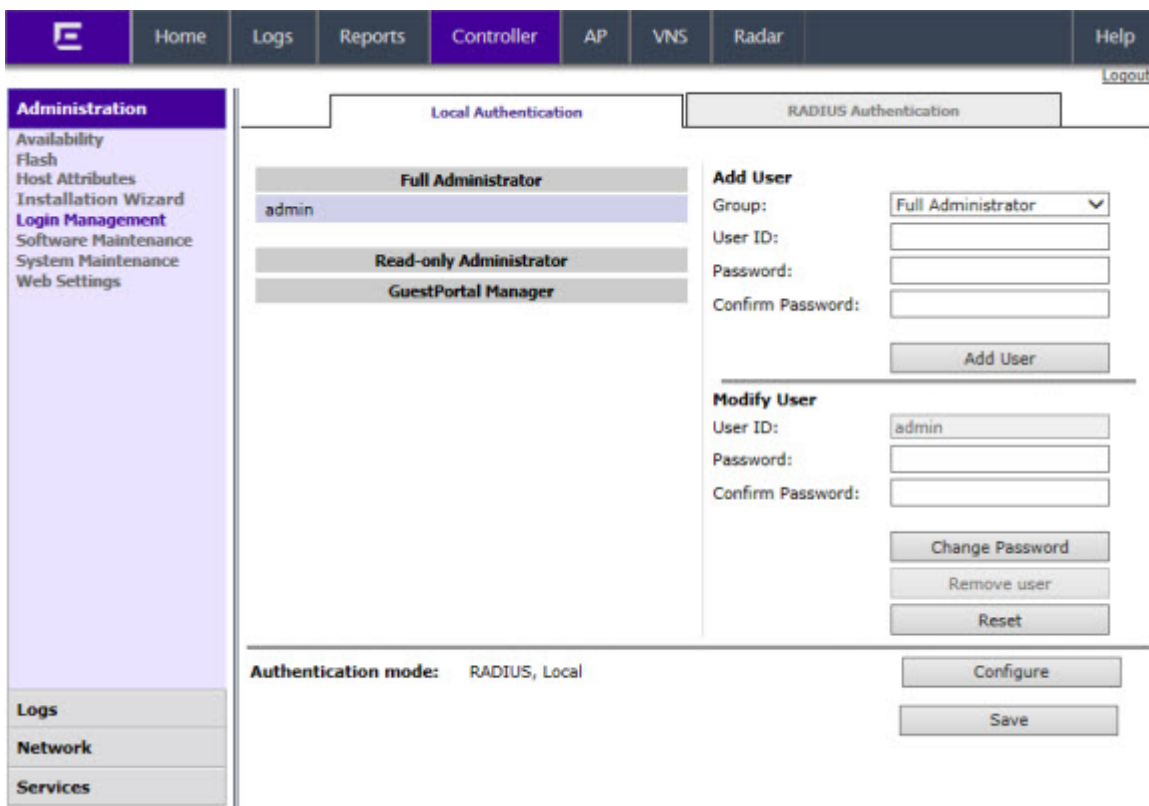 Home Logs Reports Controller AP VNS Radar Help
Logout
Administration
Availability
Flash
Host Attributes
Installation Wizard
Login Management
Software Maintenance
System Maintenance
Web Settings
Logs
Network
Services
Local Authentication
RADIUS Authentication
Full Administrator
admin
Read-only Administrator
GuestPortal Manager
Add User
Group: Full Administrator
User ID:
Password:
Confirm Password:
Add User
Modify User
User ID: admin
Password:
Confirm Password:
Change Password
Remove user
Reset
Authentication mode: RADIUS, Local
Configure
Save